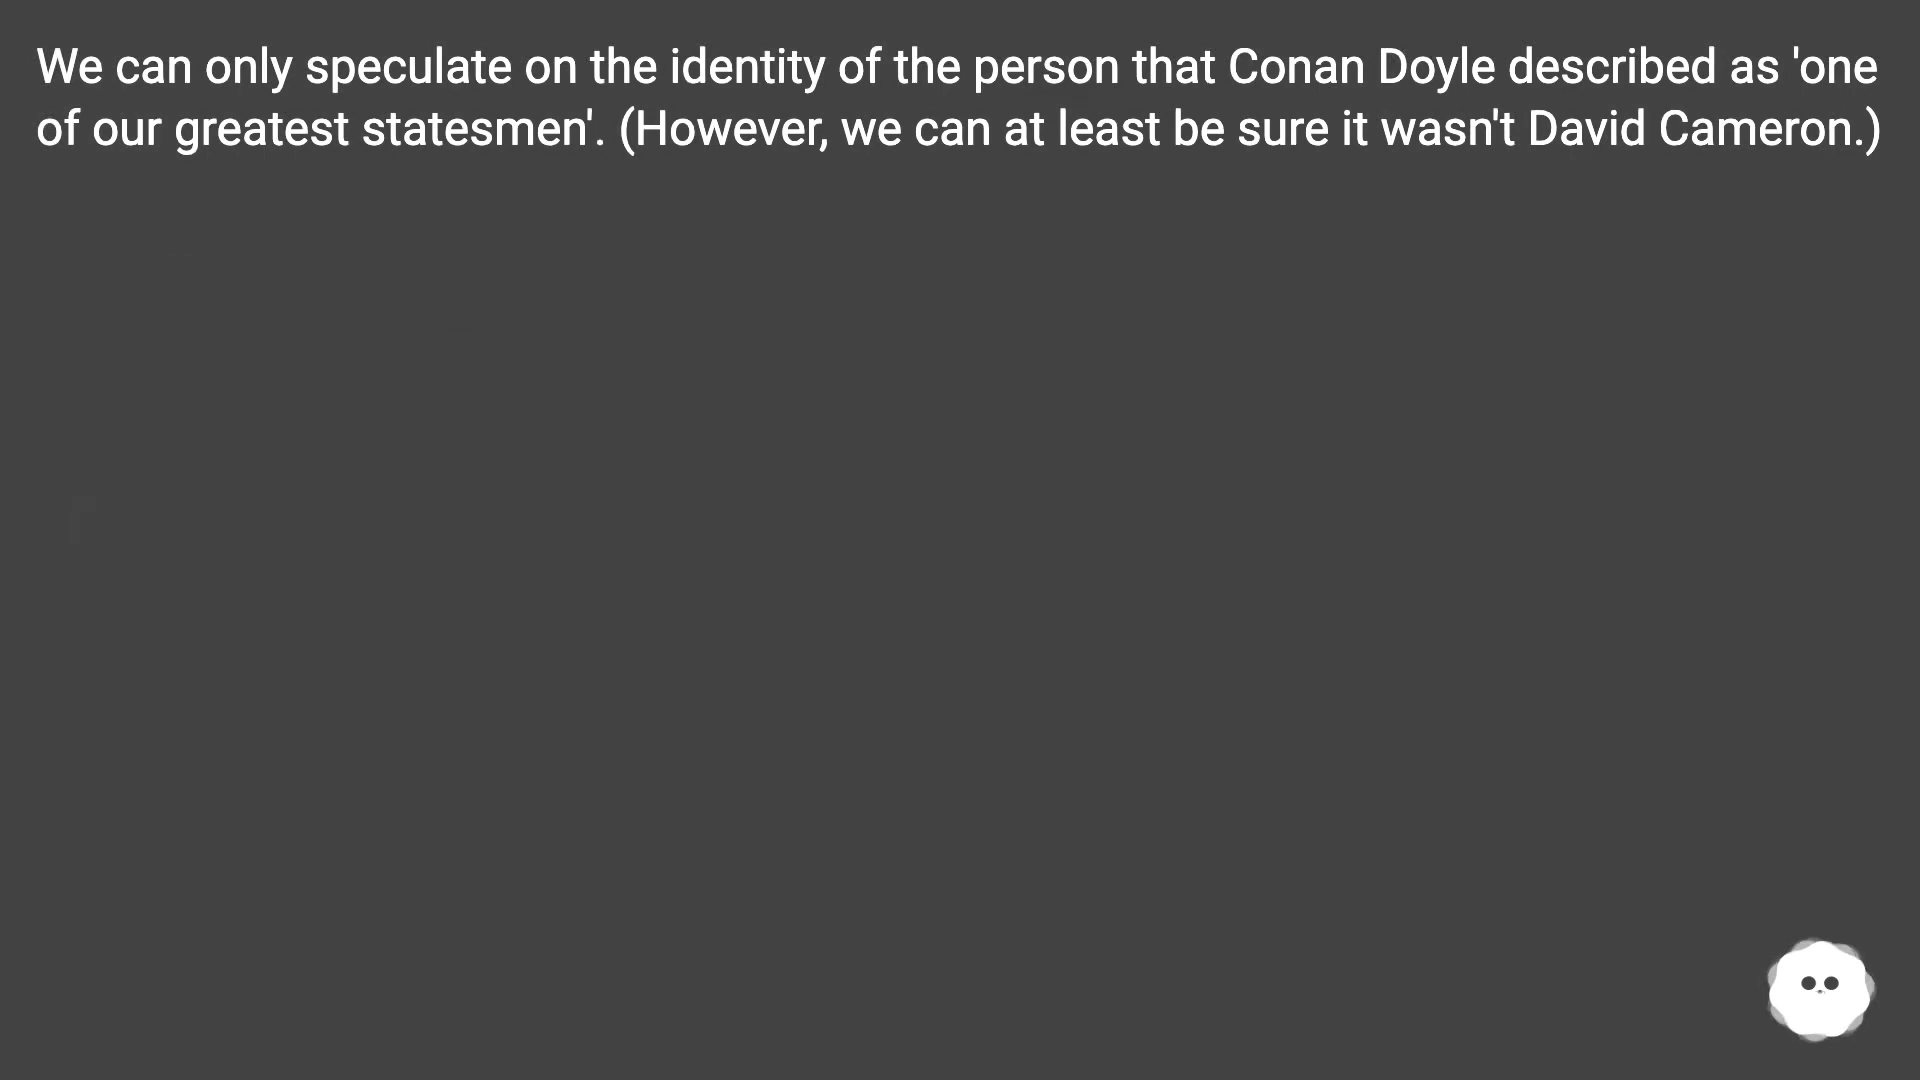 We can only speculate on the identity of the person that Conan Doyle described as 'one
of our greatest statesmen'. (However, we can at least be sure it wasn't David Cameron.)